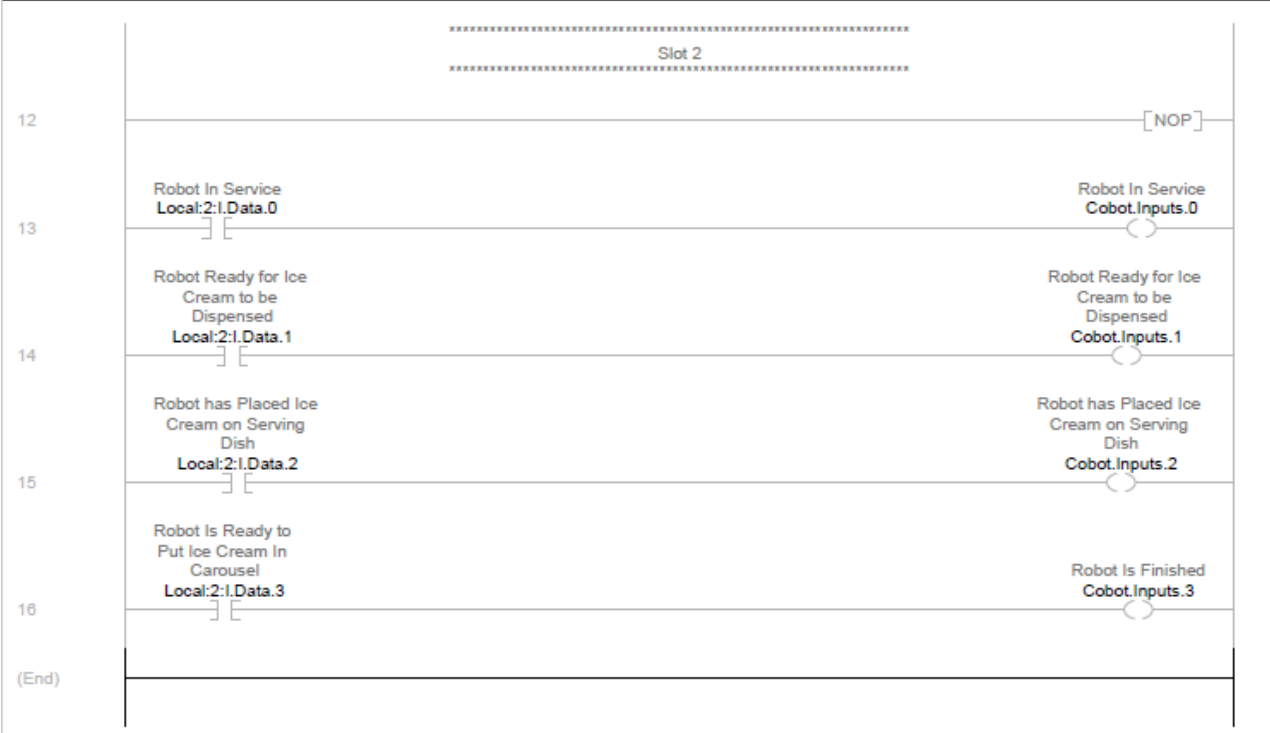 ********************************************************************
Slot 2
********************************************************************
12
[NOP]
Robot In Service
Local:2:I.Data.0
Robot In Service
Cobot.Inputs.0
13
Robot Ready for Ice
Cream to be
Dispensed
Local:2:I.Data.1
Robot Ready for Ice
Cream to be
Dispensed
Cobot.Inputs.1
14
Robot has Placed Ice
Cream on Serving
Dish
Local:2:I.Data.2
Robot has Placed Ice
Cream on Serving
Dish
Cobot.Inputs.2
15
Robot Is Ready to
Put Ice Cream In
Carousel
Local:2:I.Data.3
Robot Is Finished
Cobot.Inputs.3
16
(End)